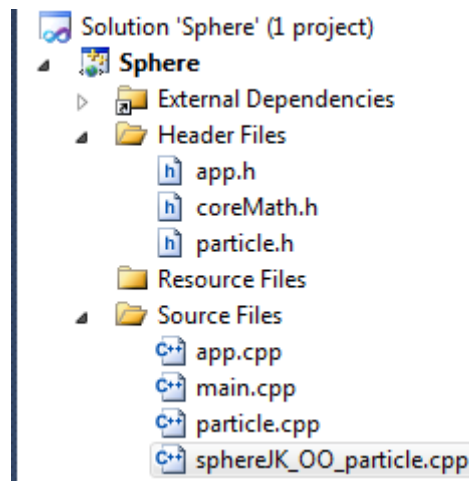 Solution 'Sphere' (1 project)
Sphere
External Dependencies
Header Files
app.h
coreMath.h
particle.h
Resource Files
Source Files
app.cpp
main.cpp
particle.cpp
sphereJK_OO_particle.cpp